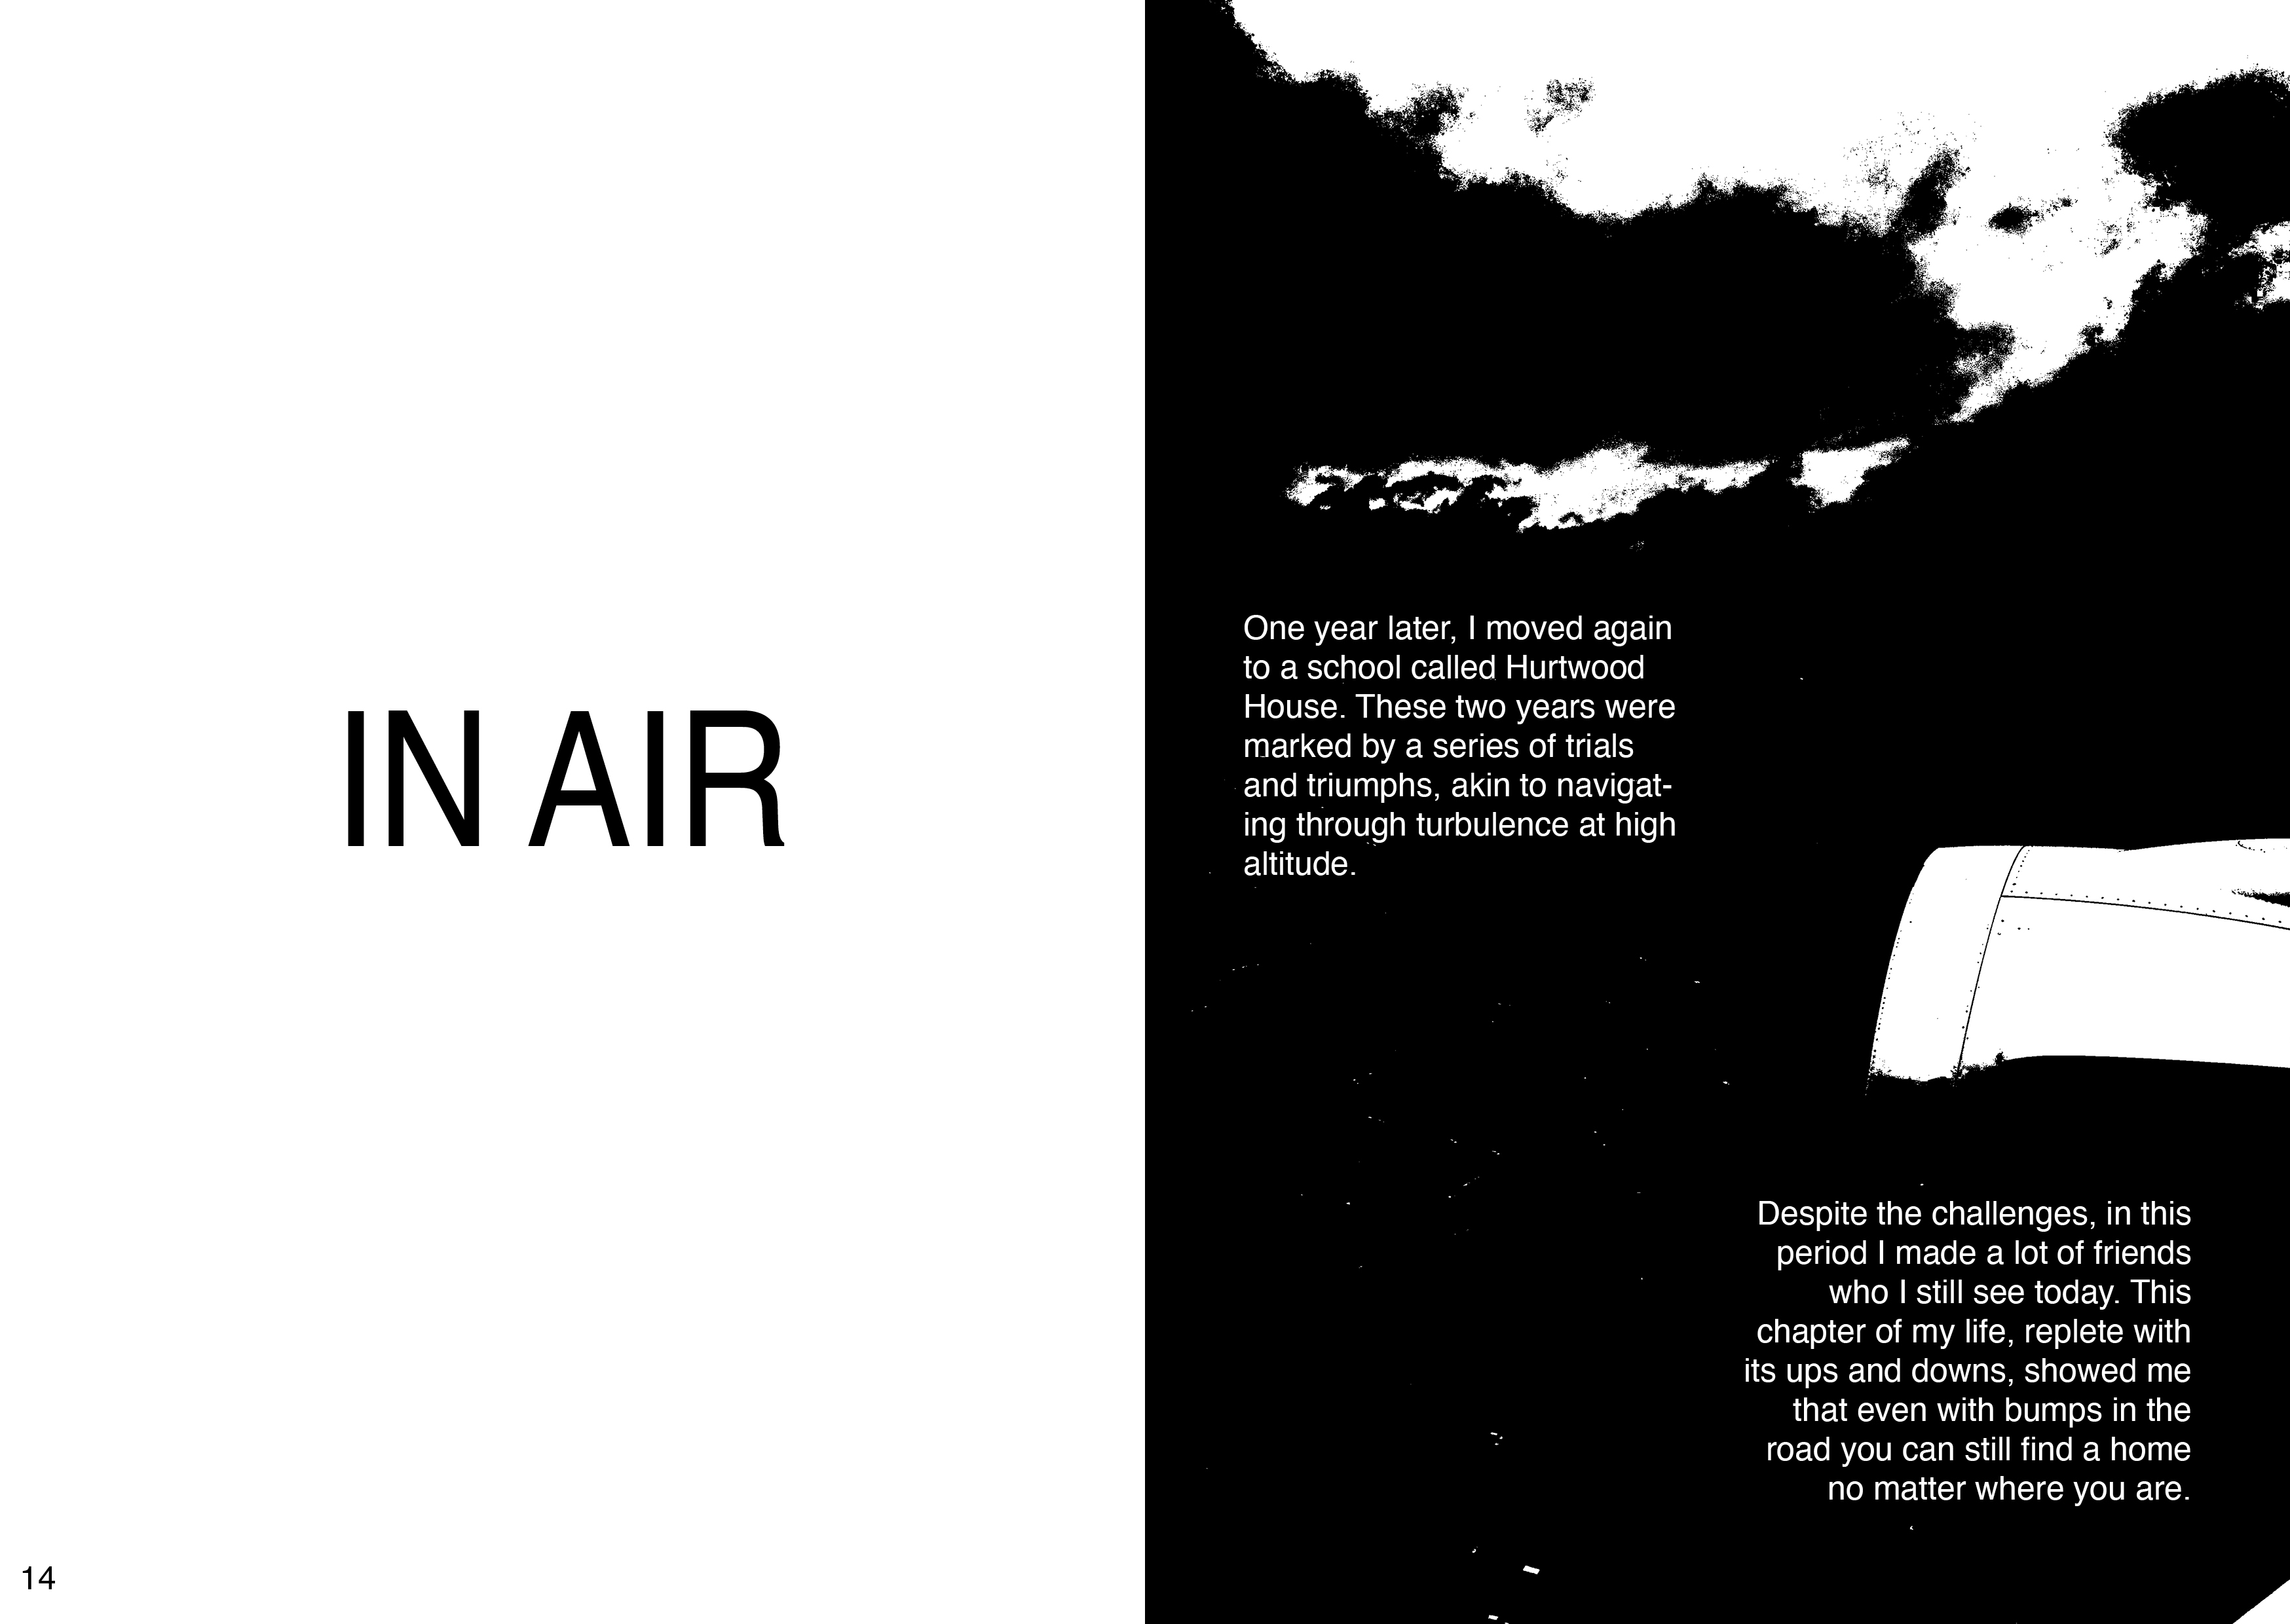 IN AIR
14
One year later, I moved again
to a school called Hurtwood
House. These two years were
marked by a series of trials
and triumphs, akin to navigat-
ing through turbulence at high
altitude.
Despite the challenges, in this
period I made a lot of friends
who I still see today. This
chapter of my life, replete with
its ups and downs, showed me
that even with bumps in the
road you can still find a home
no matter where you are.